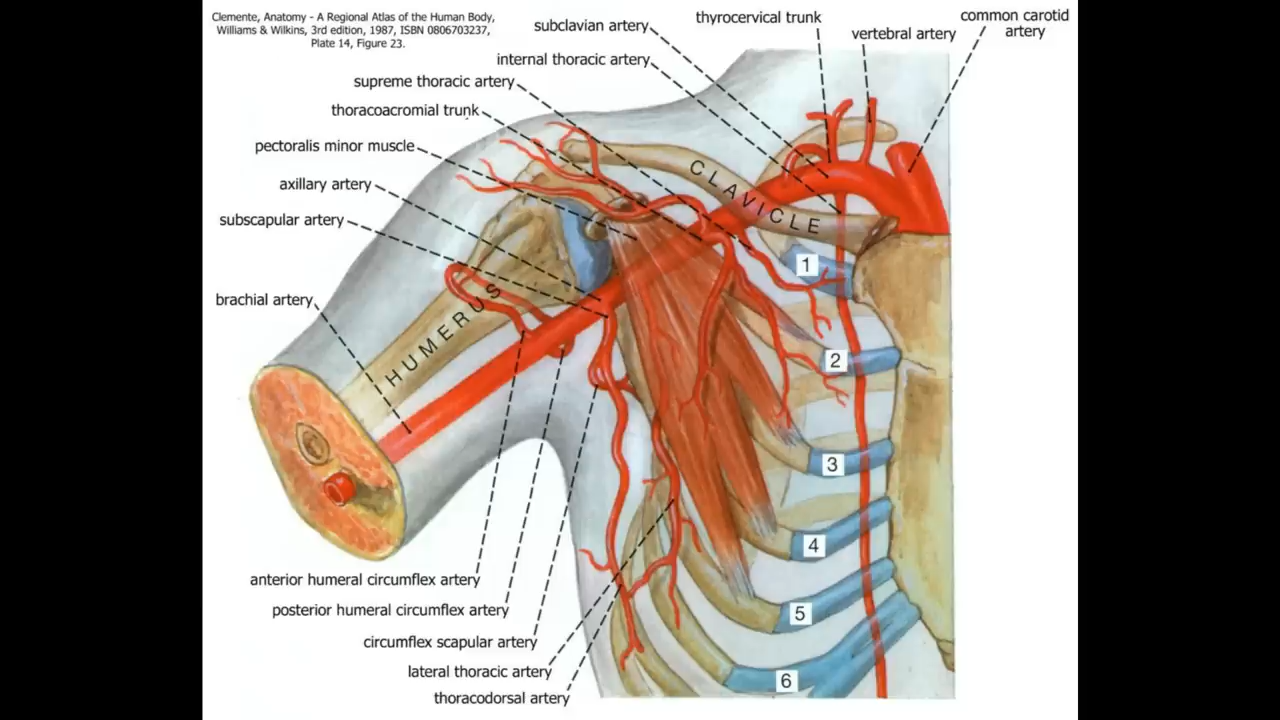 Clemente, Anatomy - A Regional Atlas of the Human Body,
Williams & Wilkins, 3rd edition, 1987, ISBN 0806703237,
Plate 14, Figure 23.
subclavian artery
thyrocervical trunk
common carotid
artery
vertebral artery
internal thoracic artery
supreme thoracic artery
thoracoacromial trunk
pectoralis minor muscle
axillary artery
subscapular artery
brachial artery
CLAVICLE
HUMERUS
1
2
3
4
5
6
anterior humeral circumflex artery
posterior humeral circumflex artery
circumflex scapular artery
lateral thoracic artery
thoracodorsal artery